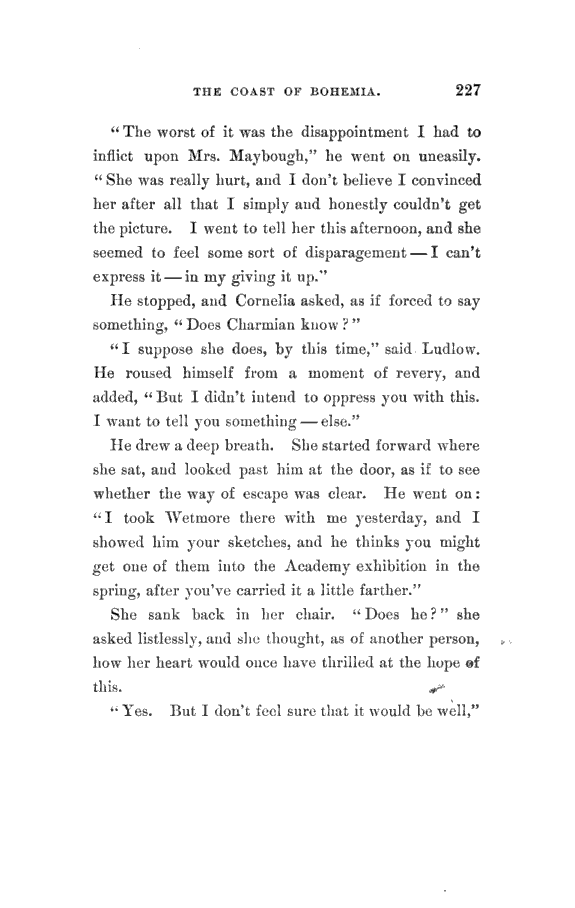 THE COAST OF BOHEMIA. 227
“The worst of it was the disappointment I had to
inflict upon Mrs. Maybough,” he went on uneasily.
“She was really hurt, and I don’t believe I convinced
her after all that I simply and honestly couldn’t get
the picture. I went to tell her this afternoon, and she
seemed to feel some sort of disparagement — I can’t
express it — in my giving it up.”
He stopped, and Cornelia asked, as if forced to say
something, “Does Charmian know?”
“I suppose she does, by this time,” said Ludlow.
He roused himself from a moment of revery, and
added, “But I didn’t intend to oppress you with this.
I want to tell you something — else.”
He drew a deep breath. She started forward where
she sat, and looked past him at the door, as if to see
whether the way of escape was clear. He went on:
“I took Wetmore there with me yesterday, and I
showed him your sketches, and he thinks you might
get one of them into the Academy exhibition in the
spring, after you’ve carried it a little farther.”
She sank back in her chair. “Does he?” she
asked listlessly, and she thought, as of another person,
how her heart would once have thrilled at the hope of
this.
“Yes. But I don’t feel sure that it would be well,”